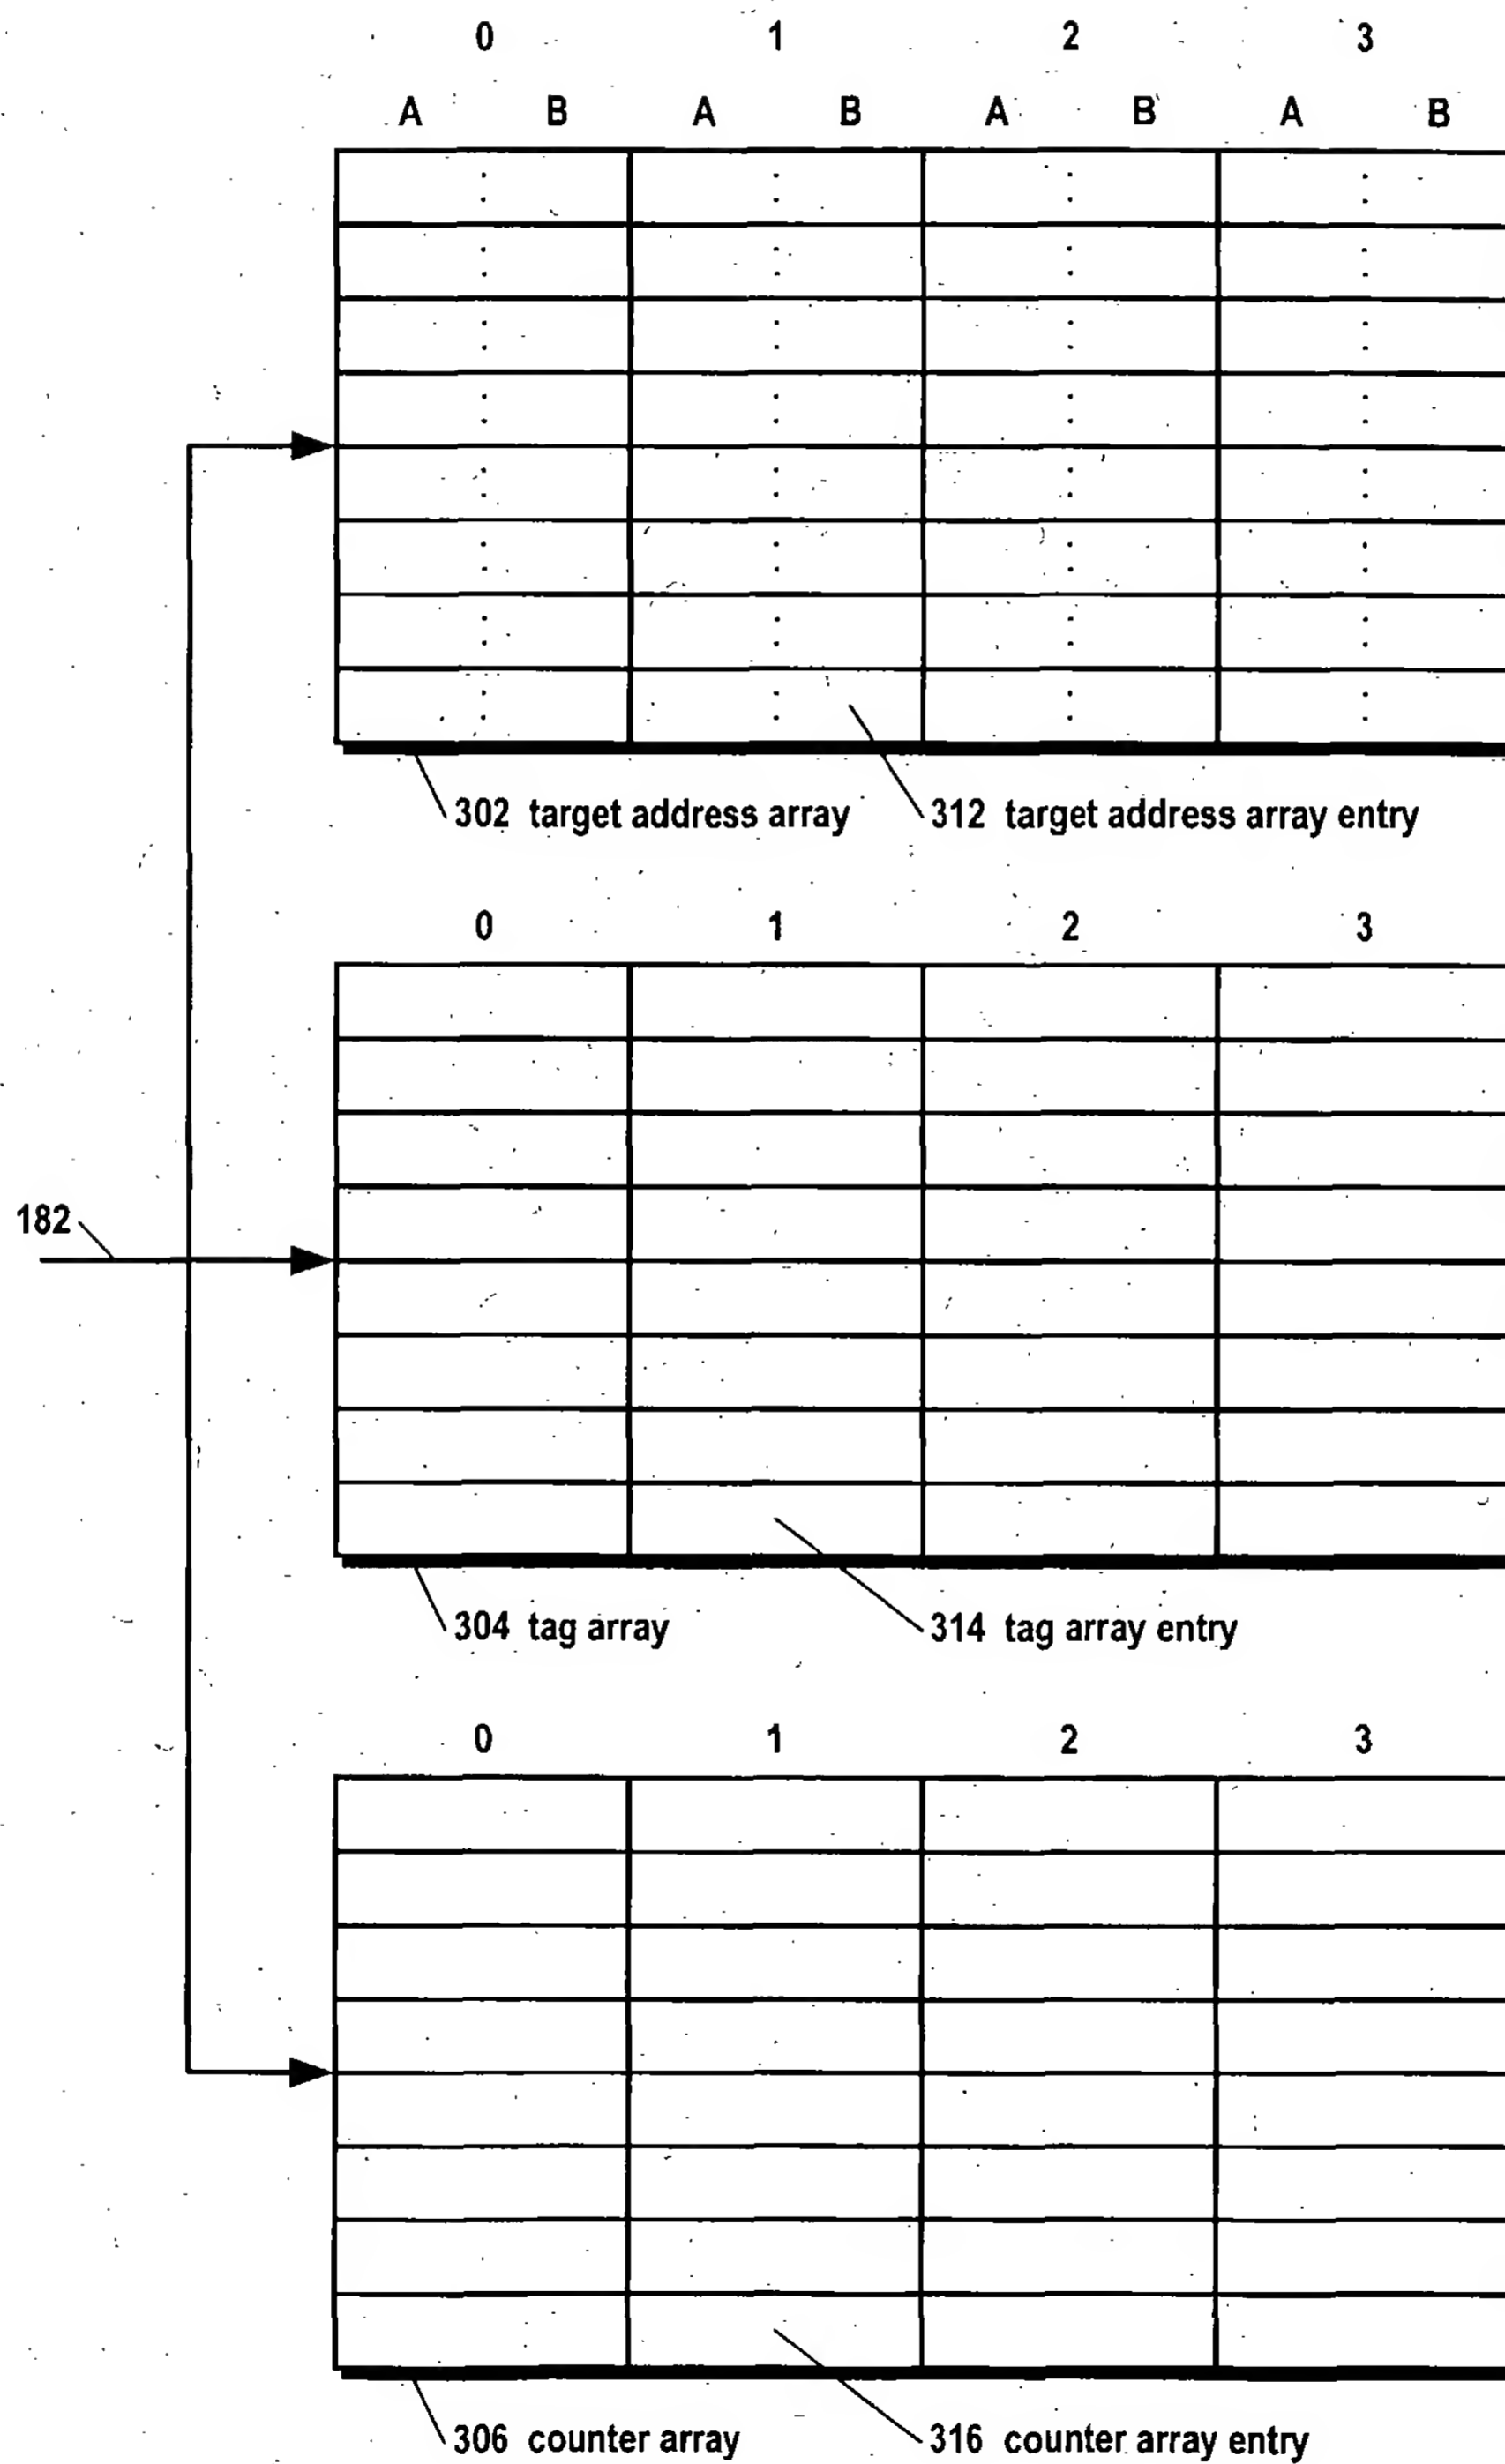 0 1 2 3
A B A B A B A B
302 target address array 312 target address array entry
0 1 2 3
182
304 tag array 314 tag array entry
0 1 2 3
306 counter array 316 counter array entry